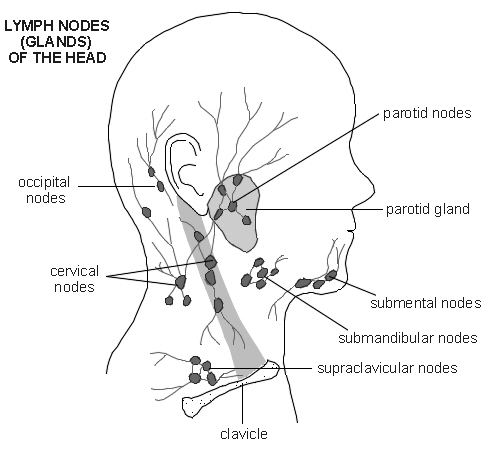 LYMPH NODES
(GLANDS)
OF THE HEAD
parotid nodes
occipital
nodes
parotid gland
cervical
nodes
submental nodes
submandibular nodes
supraclavicular nodes
clavicle